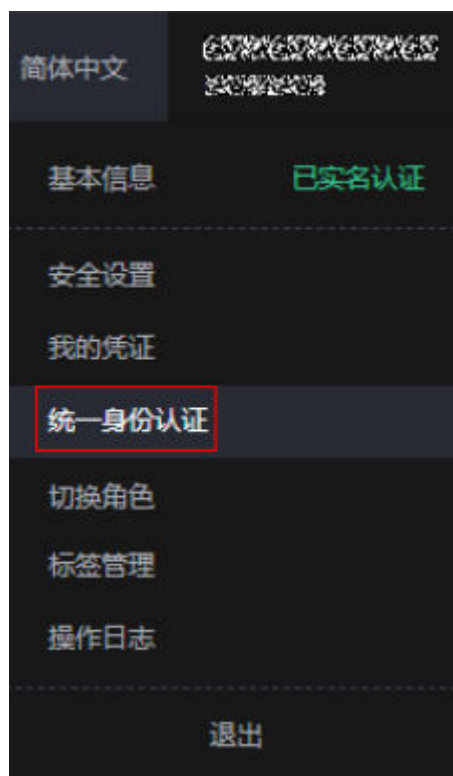 简体中文
基本信息 已实名认证
安全设置
我的凭证
统一身份认证
切换角色
标签管理
操作日志
退出